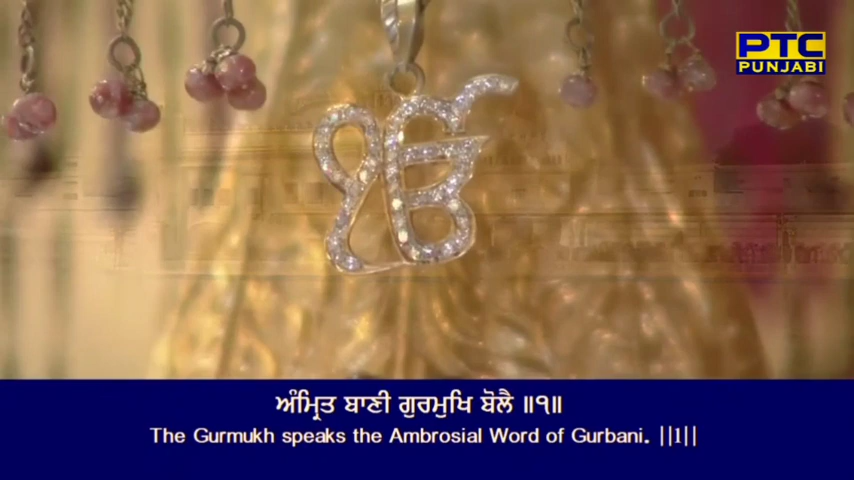 PTC
PUNJABI
ੴ
ਅੰਮ੍ਰਿਤ ਬਾਣੀ ਗੁਰਮੁਖਿ ਬੋਲੈ ॥੧॥
The Gurmukh speaks the Ambrosial Word of Gurbani. ||1||